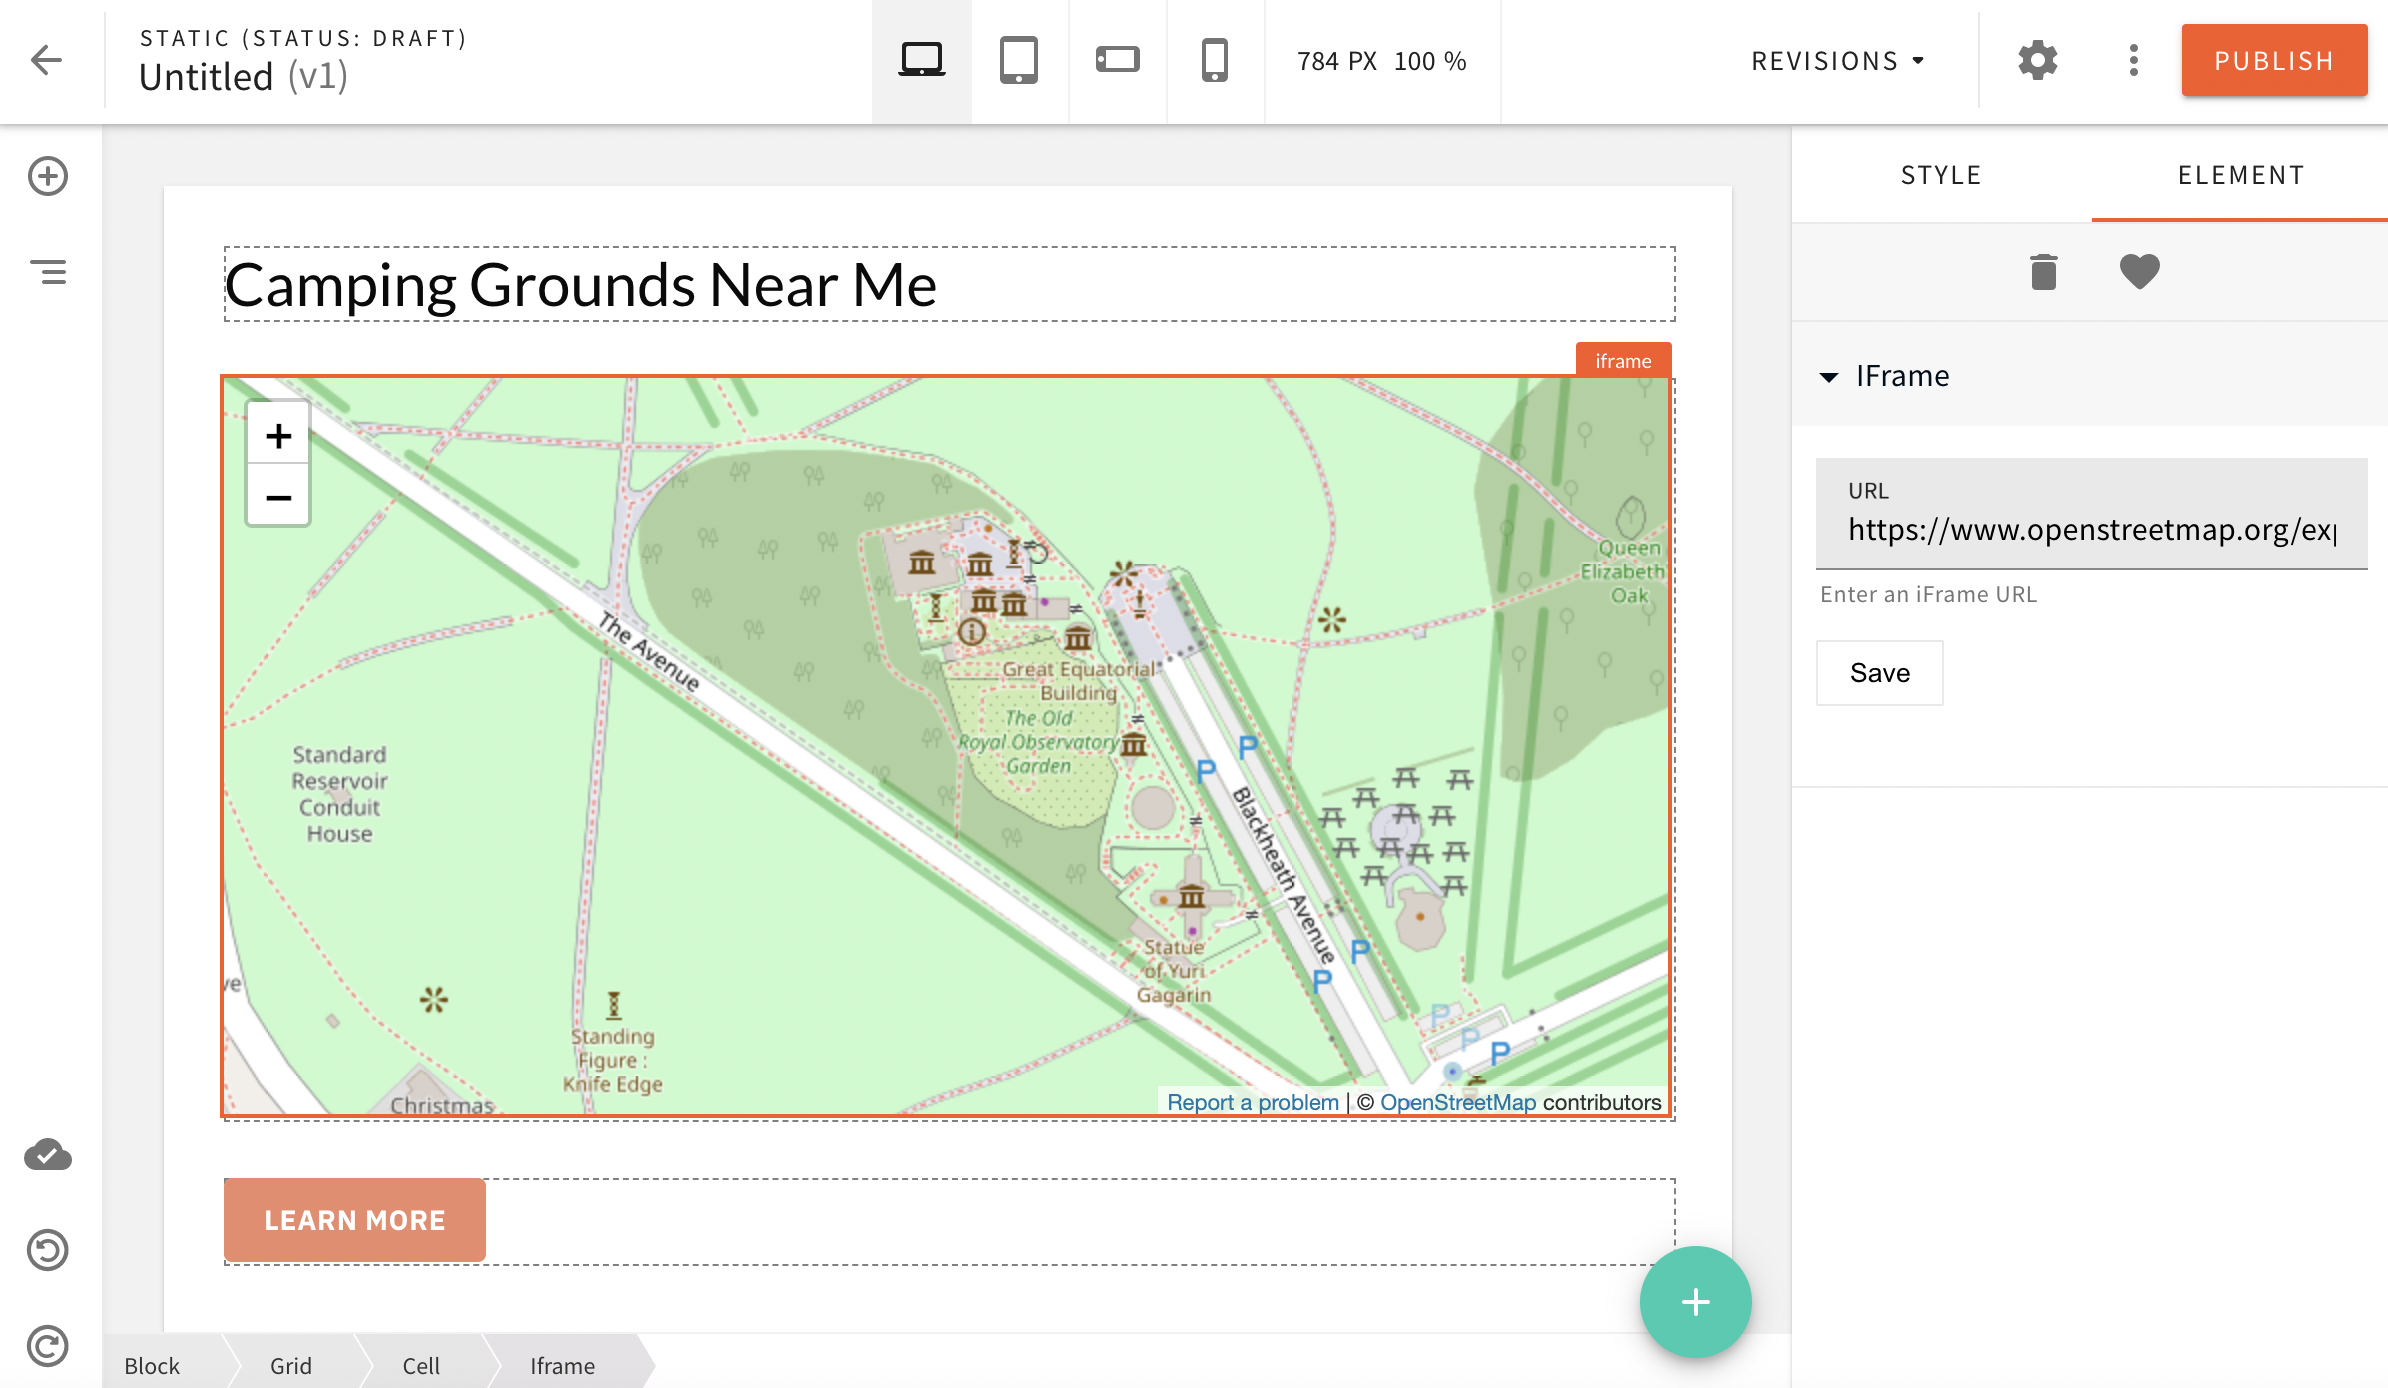 STATIC (STATUS: DRAFT)
Untitled (v1)
784 PX 100 %
REVISIONS
PUBLISH
STYLE
ELEMENT
Camping Grounds Near Me
iframe
IFrame
URL
https://www.openstreetmap.org/exp
Enter an iFrame URL
Save
+
−
Queen
Elizabeth
Oak
The Avenue
Great Equatorial
Building
The Old
Royal Observatory
Garden
P
P
Standard
Reservoir
Conduit
House
Blackheath Avenue
P
P
Statue
of Yuri
Gagarin
ve
P
P
P
Standing
Figure :
Knife Edge
Christmas
Report a problem | © OpenStreetMap contributors
LEARN MORE
+
Block
Grid
Cell
Iframe